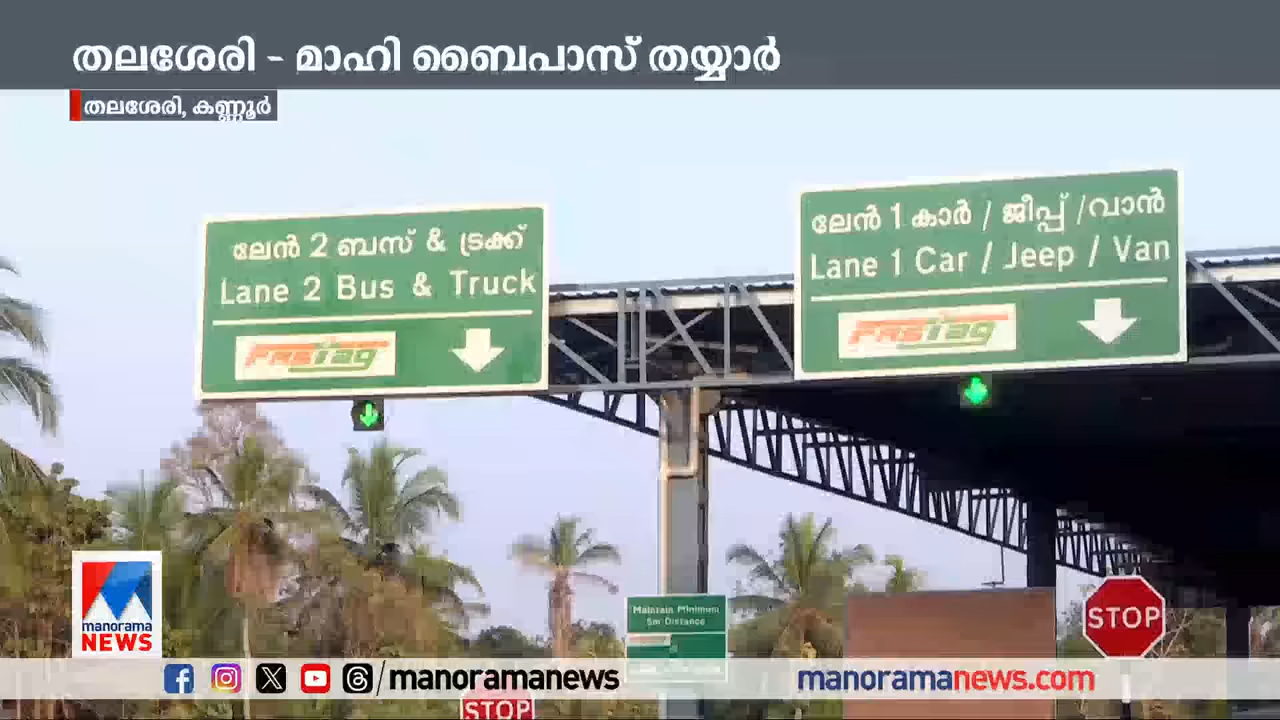 തലശേരി - മാഹി ബൈപാസ് തയ്യാർ
തലശേരി, കണ്ണൂർ
ലേൻ 2 ബസ് & ട്രക്ക്
Lane 2 Bus & Truck
FASTag
ലേൻ 1 കാർ / ജീപ്പ് /വാൻ
Lane 1 Car / Jeep / Van
FASTag
Maintain Minimum
5m Distance
STOP
manorama
NEWS
/manoramanews
manoramanews.com
STOP